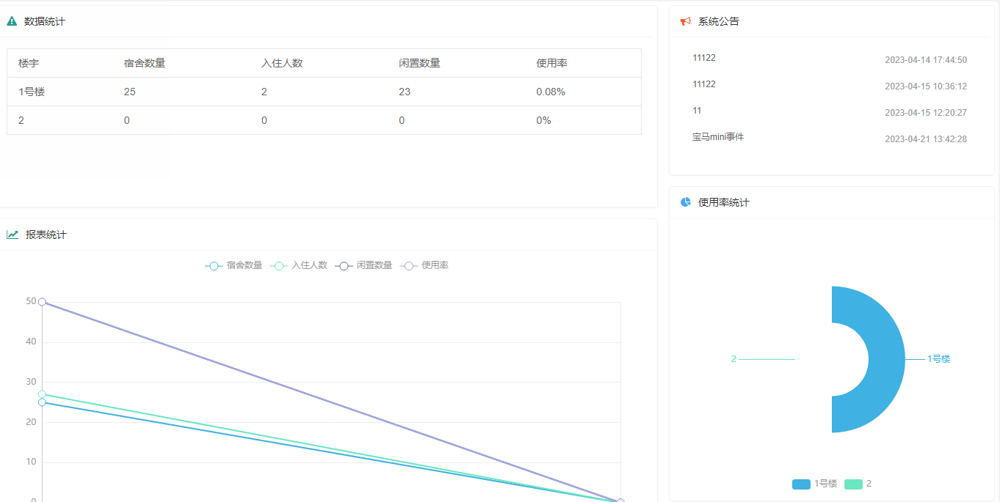 数据统计
楼宇 宿舍数量 入住人数 闲置数量 使用率
1号楼 25 2 23 0.08%
2 0 0 0 0%
系统公告
11122 2023-04-14 17:44:50
11122 2023-04-15 10:36:12
11 2023-04-15 12:20:27
宝马mini事件 2023-04-21 13:42:28
报表统计
宿舍数量 入住人数 闲置数量 使用率
50
40
30
20
10
0
使用率统计
2 1号楼
1号楼 2